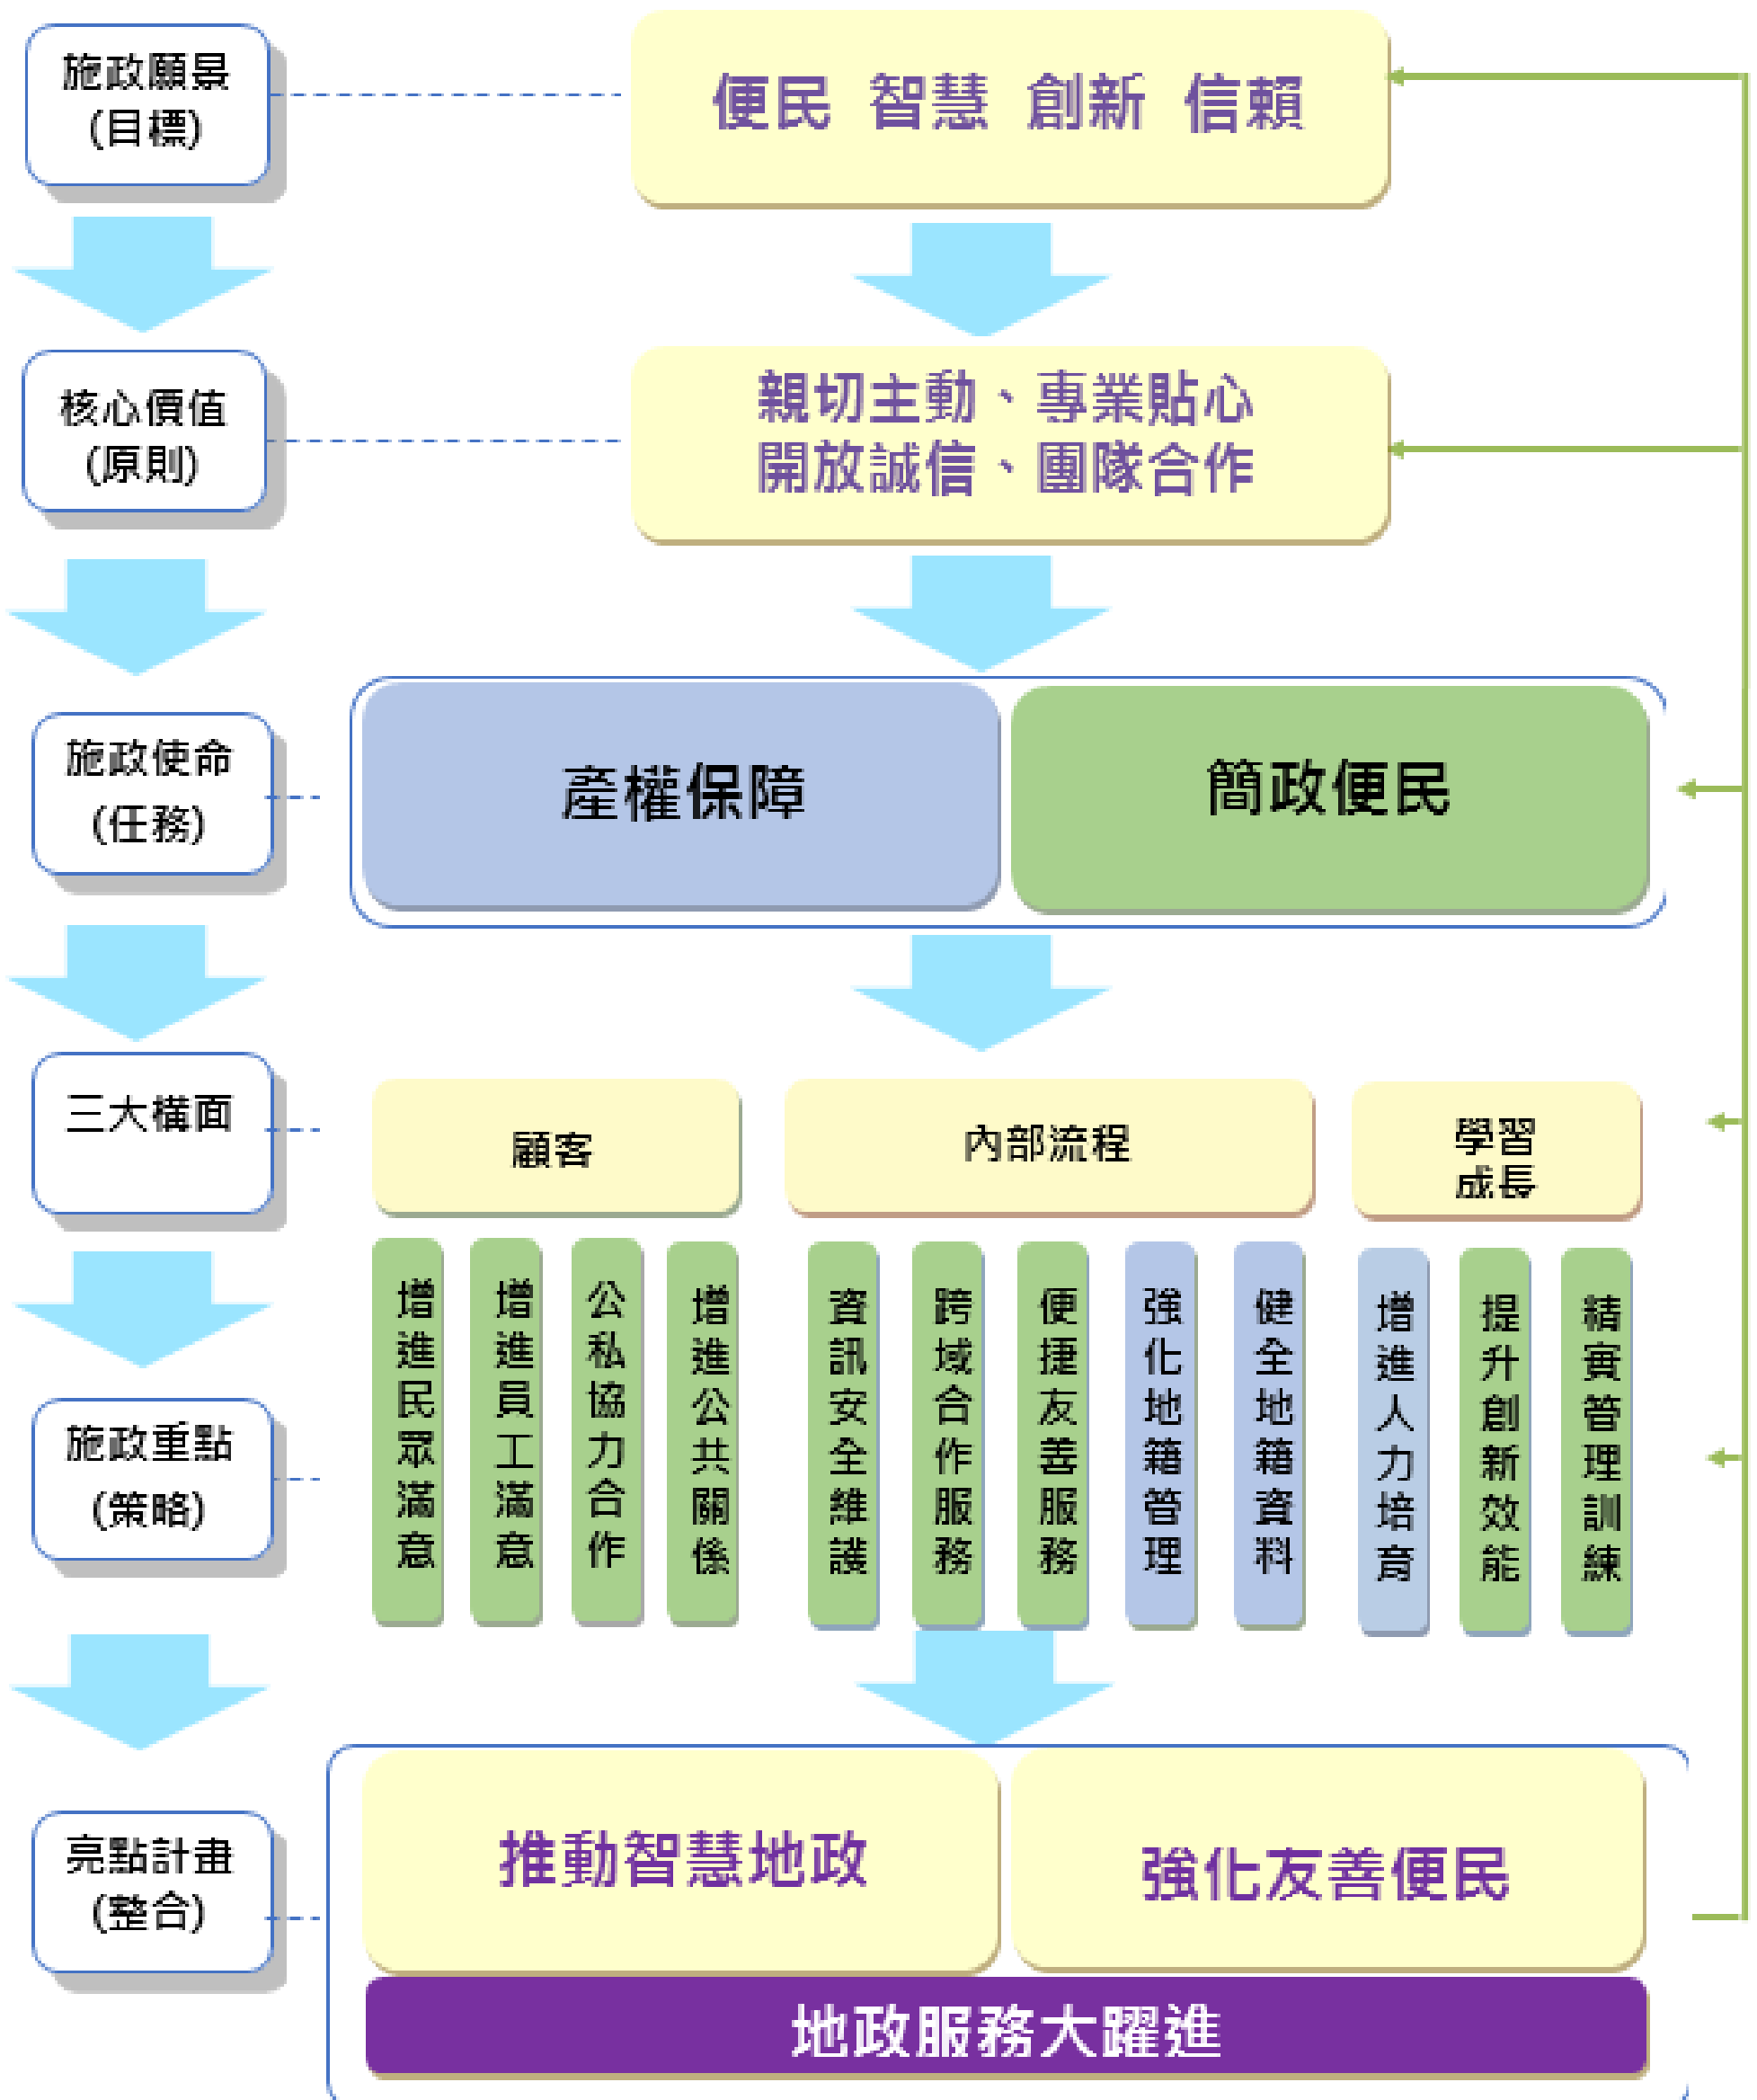 施政願景
(目標)
便民 智慧 創新 信賴
核心價值
(原則)
親切主動、專業貼心
開放誠信、團隊合作
施政使命
(任務)
產權保障
簡政便民
三大構面
顧客
內部流程
學習
成長
施政重點
(策略)
增進民眾滿意
增進員工滿意
公私協力合作
增進公共關係
資訊安全維護
跨域合作服務
便捷友善服務
強化地籍管理
健全地籍資料
增進人力培育
提升創新效能
精實管理訓練
亮點計畫
(整合)
推動智慧地政
強化友善便民
地政服務大躍進